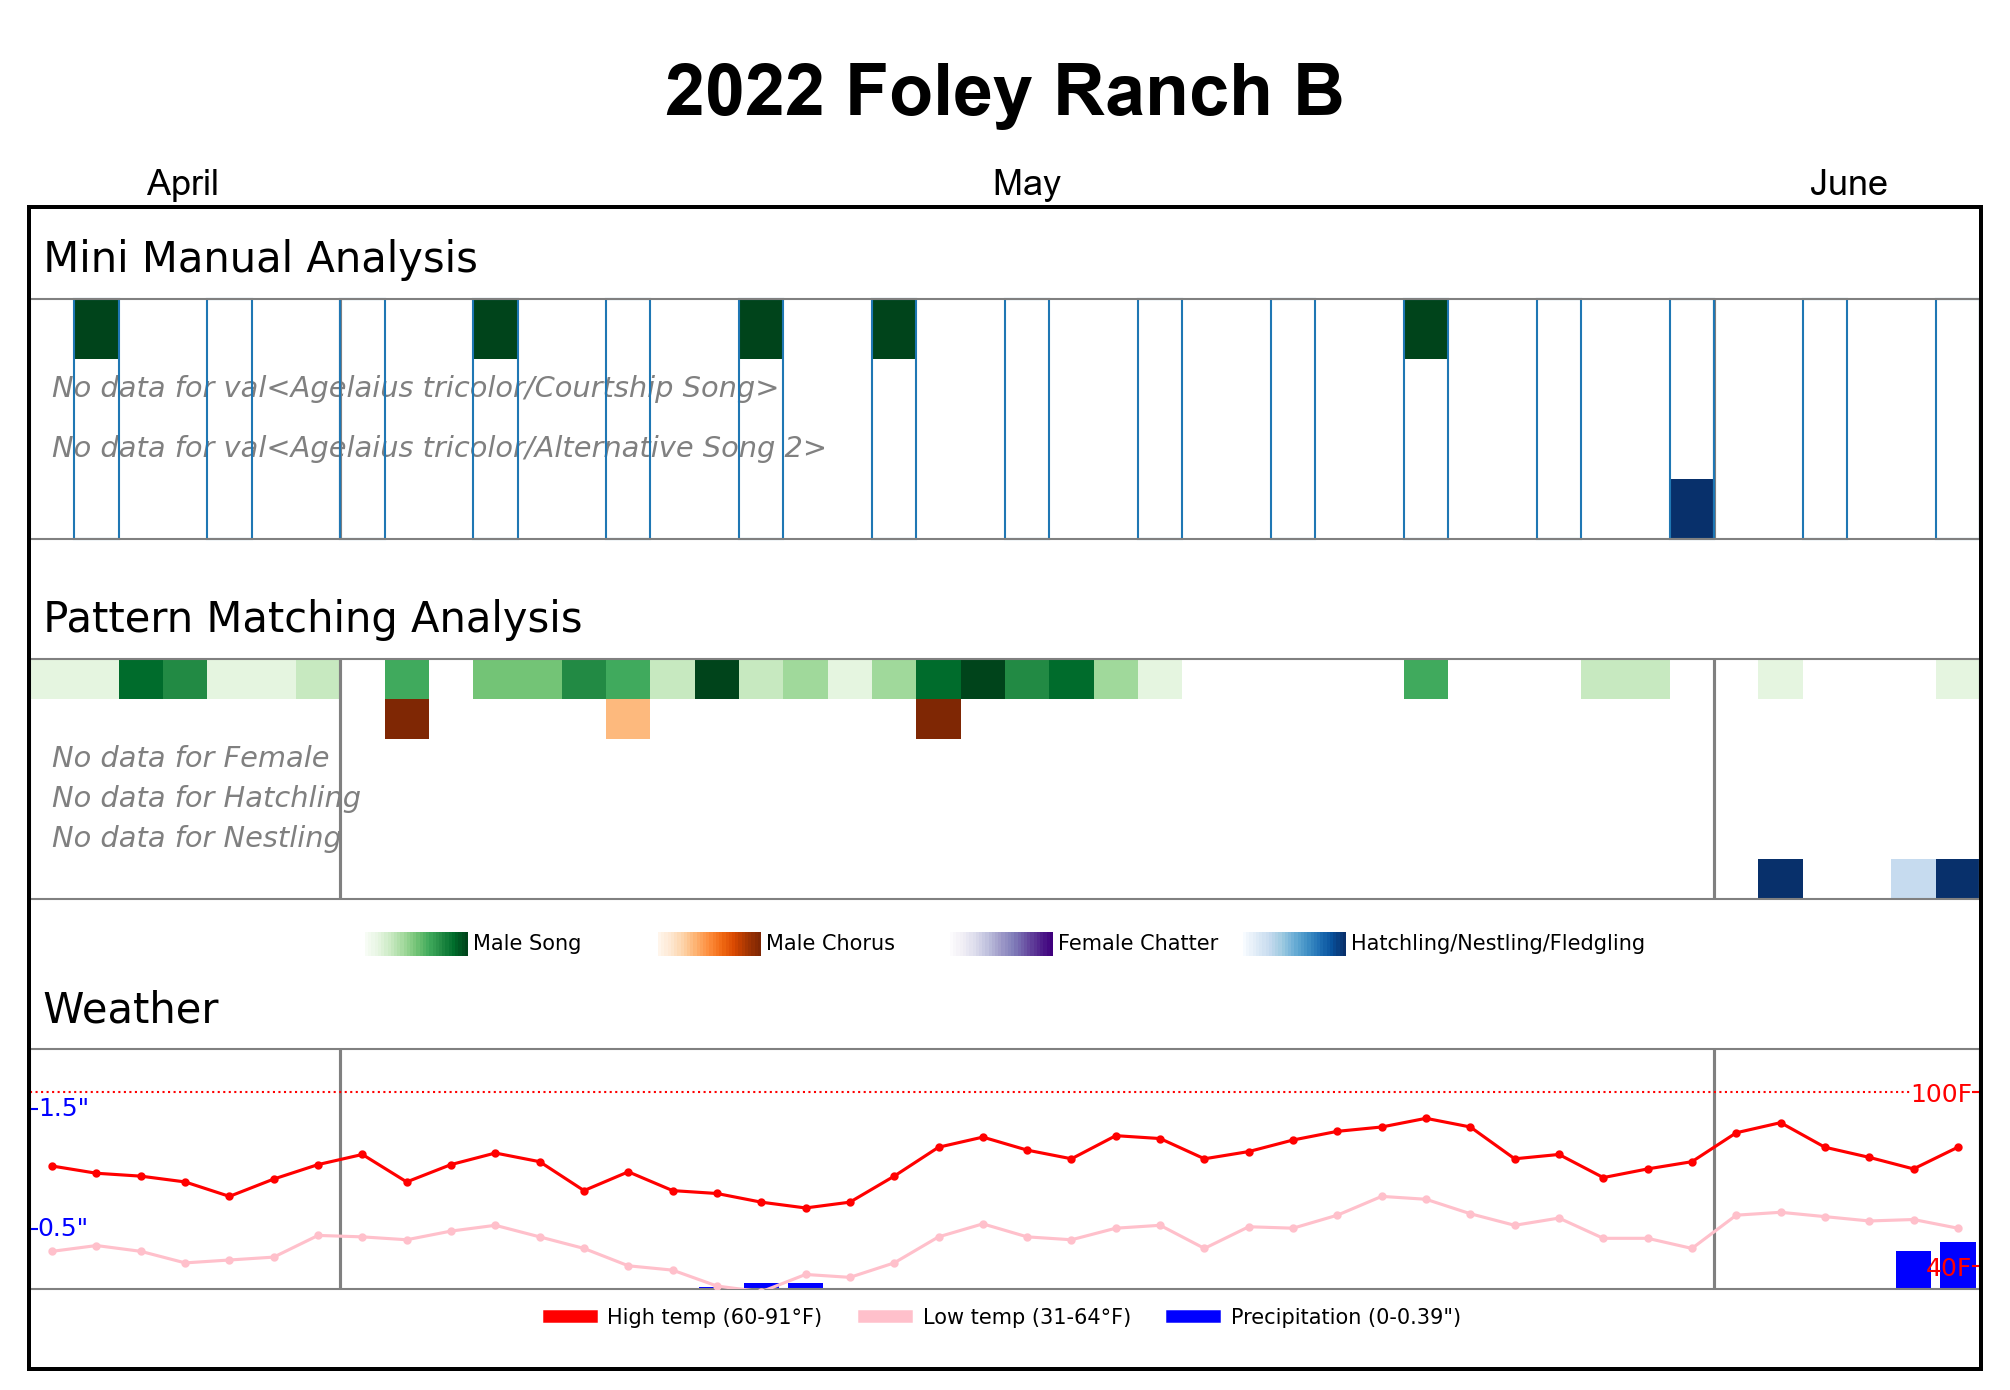 2022 Foley Ranch B
April May June
Mini Manual Analysis
No data for val<Agelaius tricolor/Courtship Song>
No data for val<Agelaius tricolor/Alternative Song 2>
Pattern Matching Analysis
No data for Female
No data for Hatchling
No data for Nestling
Male Song Male Chorus Female Chatter Hatchling/Nestling/Fledgling
Weather
100F
1.5"
0.5"
40F
High temp (60-91°F) Low temp (31-64°F) Precipitation (0-0.39")